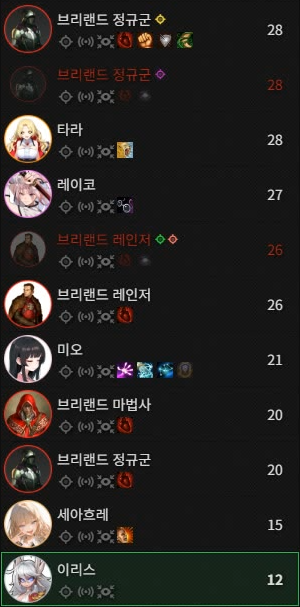 브리랜드 정규군 28
브리랜드 정규군 28
타라 28
레이코 27
브리랜드 레인저 26
브리랜드 레인저 26
미오 21
브리랜드 마법사 20
브리랜드 정규군 20
세아흐레 15
이리스 12